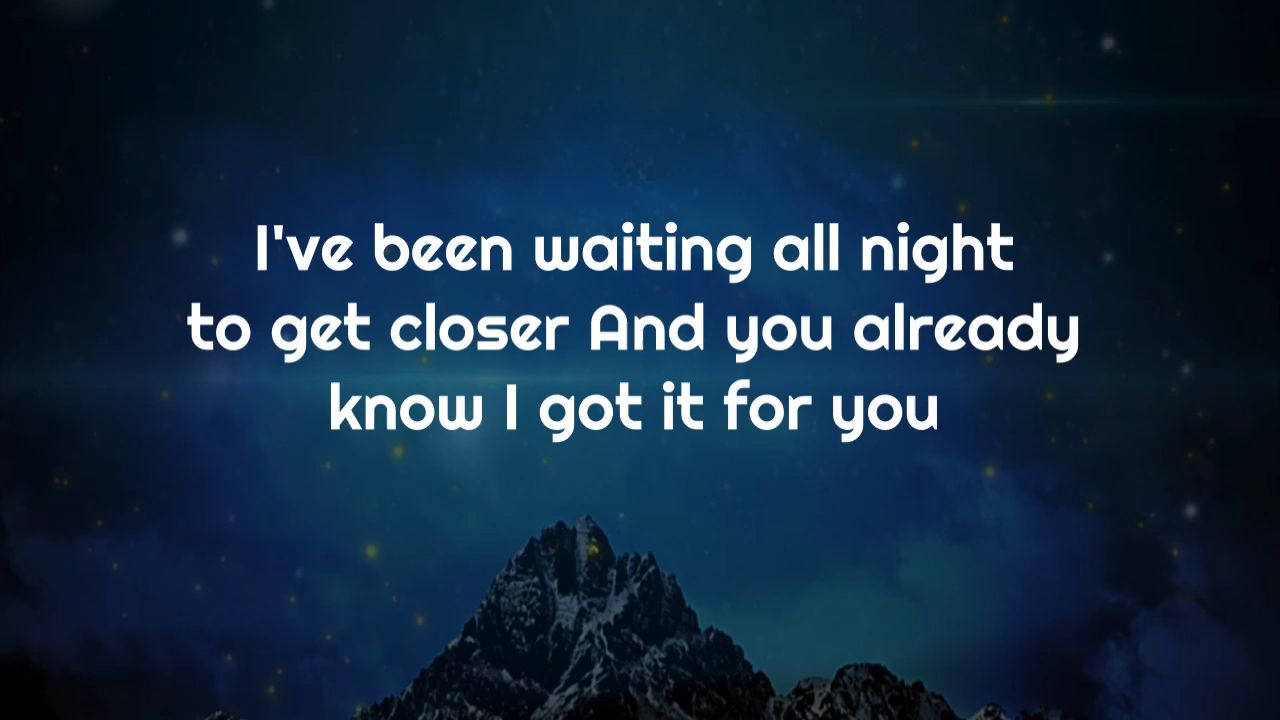 I've been waiting all night
to get closer And you already
know I got it for you